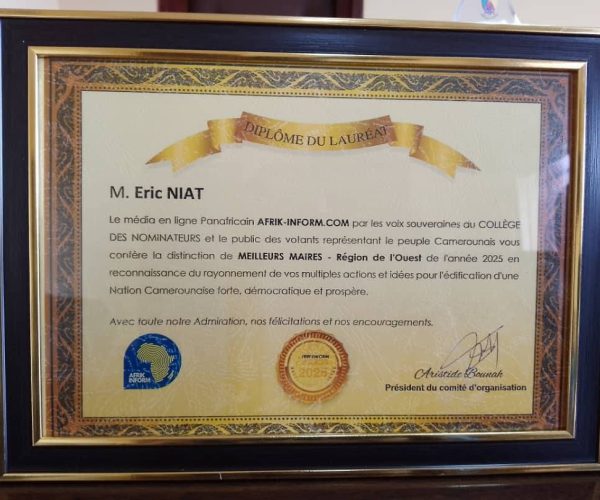 DIPLÔME DU LAURÉAT
M. Eric NIAT
Le média en ligne Panafricain AFRIK-INFORM.COM par les voix souveraines du COLLÈGE
DES NOMINATEURS et le public des votants représentant le peuple Camerounais vous
confère la distinction de MEILLEURS MAIRES - Région de l'Ouest de l'année 2025 en
reconnaissance du rayonnement de vos multiples actions et idées pour l'édification d'une
Nation Camerounaise forte, démocratique et prospère.
Avec toute notre Admiration, nos félicitations et nos encouragements.
AFRIK
INFORM
2025
Aristide Bounah
Président du comité d'organisation